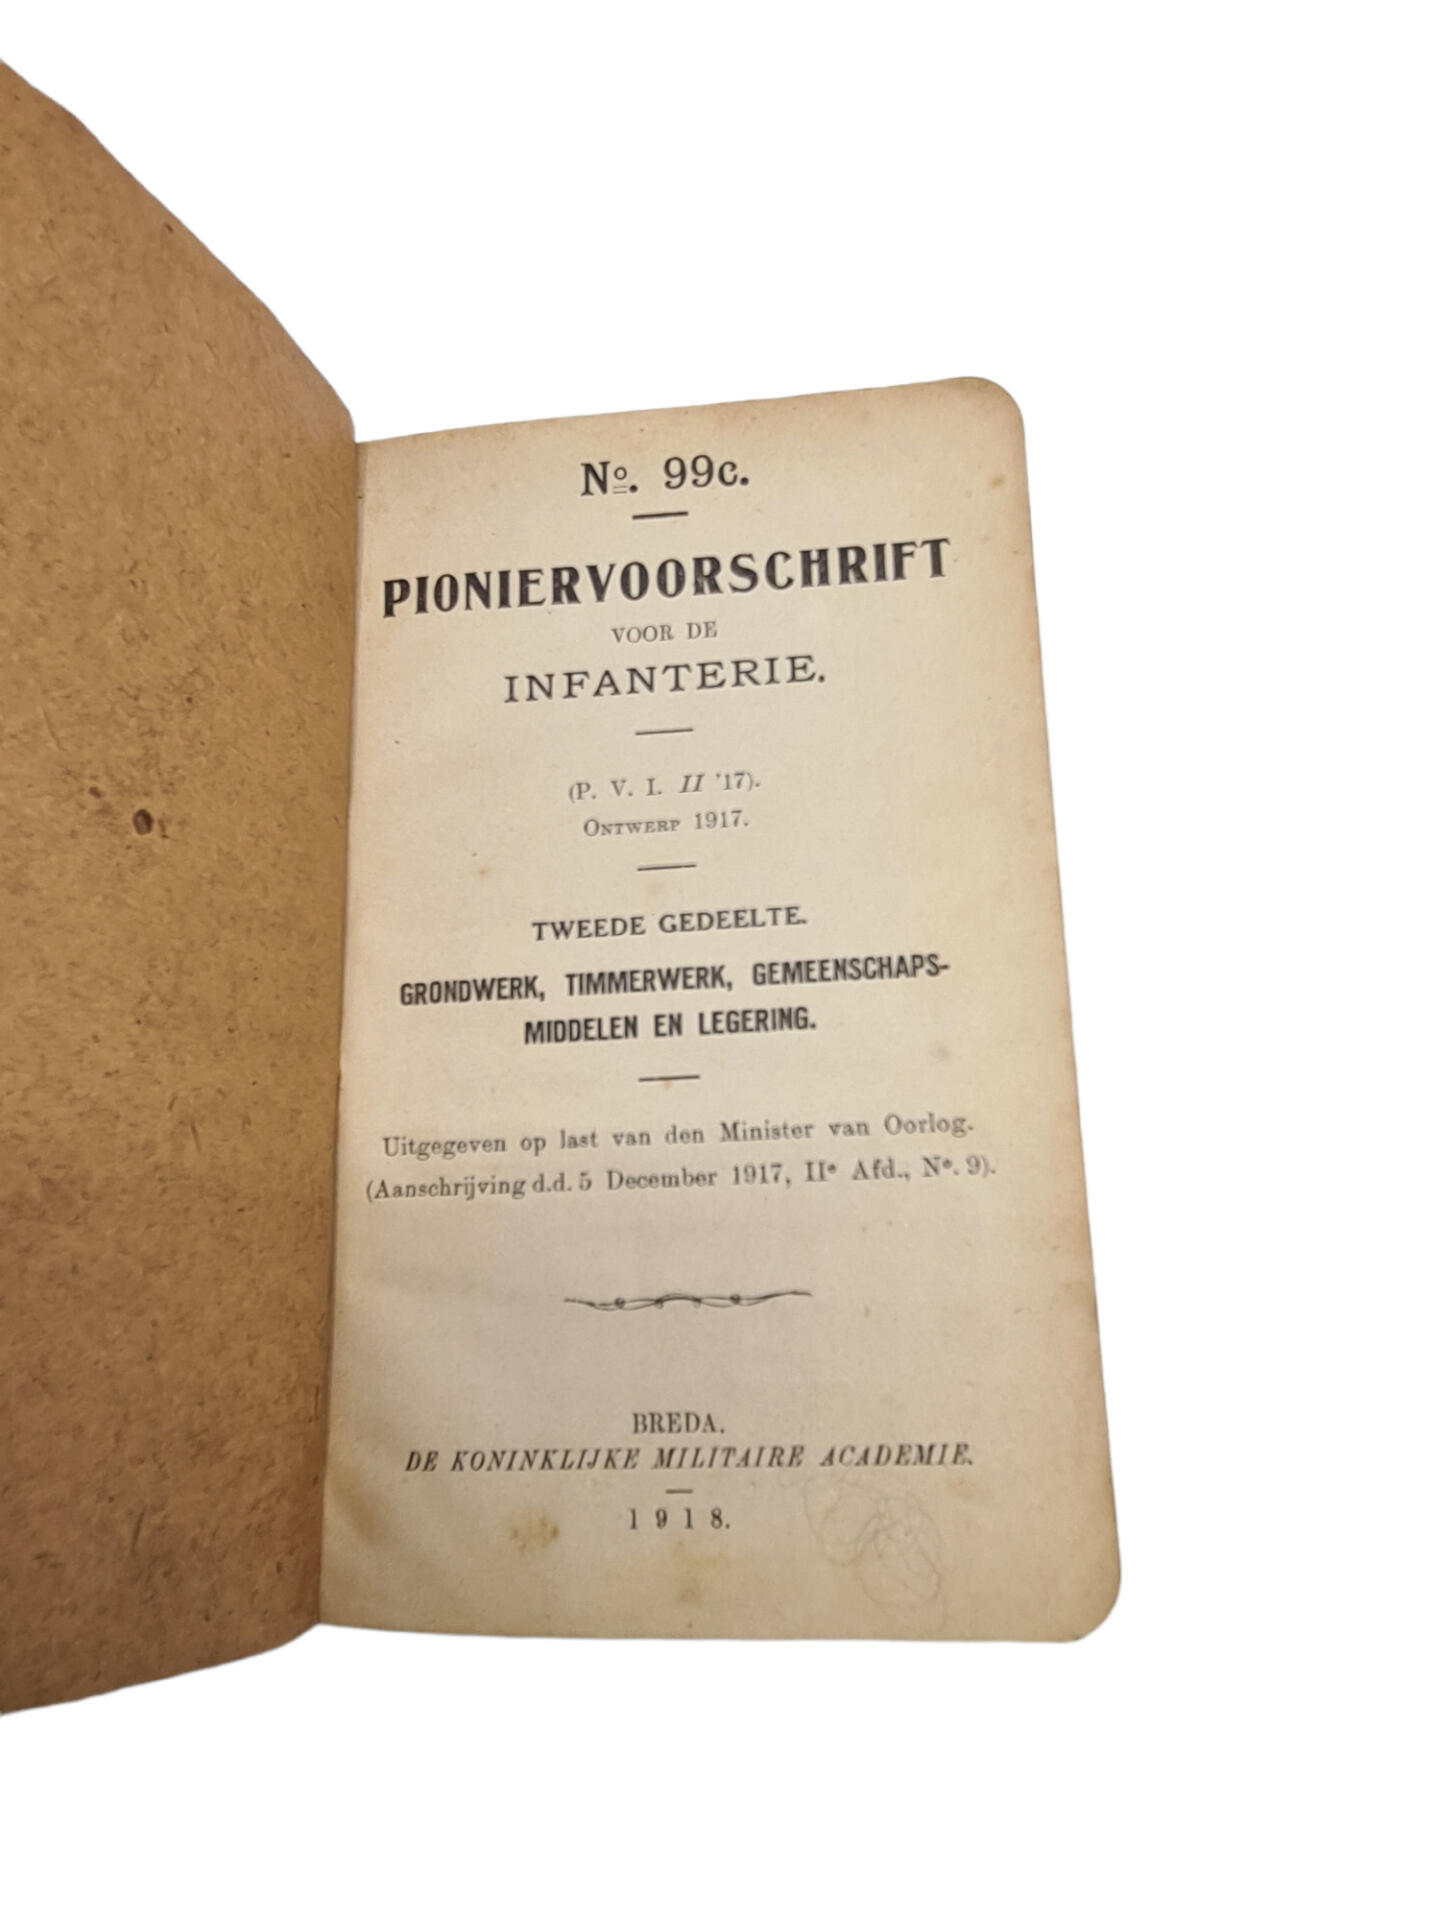 Nº. 99c.
PIONIERVOORSCHRIFT
VOOR DE
INFANTERIE.
(P. V. I. II '17).
ONTWERP 1917.
TWEEDE GEDEELTE.
GRONDWERK, TIMMERWERK, GEMEENSCHAPS-
MIDDELEN EN LEGERING.
Uitgegeven op last van den Minister van Oorlog.
(Aanschrijving d.d. 5 December 1917, IIe Afd., No. 9).
BREDA.
DE KONINKLIJKE MILITAIRE ACADEMIE.
1918.